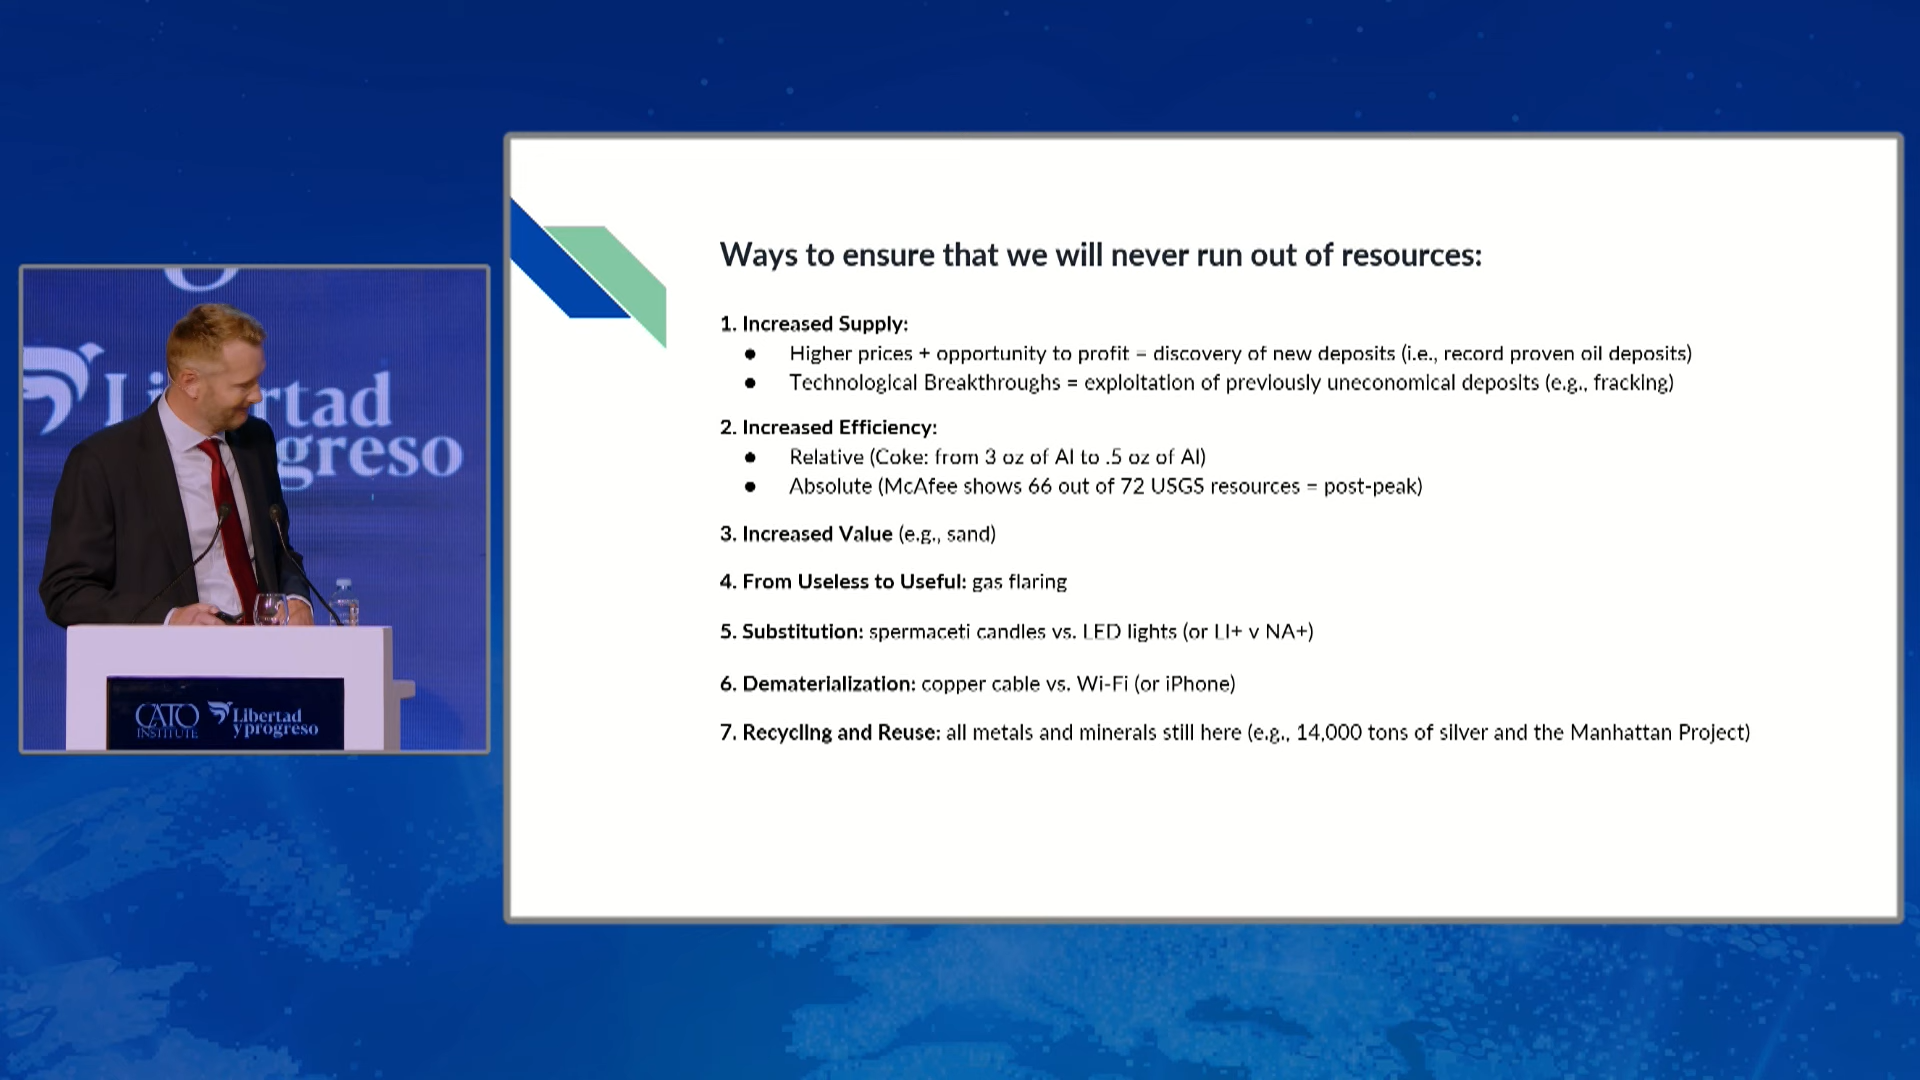 Libertad
greso
CATO
INSTITUTE
Libertad
y progreso
Ways to ensure that we will never run out of resources:
1. Increased Supply:
● Higher prices + opportunity to profit = discovery of new deposits (i.e., record proven oil deposits)
● Technological Breakthroughs = exploitation of previously uneconomical deposits (e.g., fracking)
2. Increased Efficiency:
● Relative (Coke: from 3 oz of Al to .5 oz of Al)
● Absolute (McAfee shows 66 out of 72 USGS resources = post-peak)
3. Increased Value (e.g., sand)
4. From Useless to Useful: gas flaring
5. Substitution: spermaceti candles vs. LED lights (or LI+ v NA+)
6. Dematerialization: copper cable vs. Wi-Fi (or iPhone)
7. Recycling and Reuse: all metals and minerals still here (e.g., 14,000 tons of silver and the Manhattan Project)